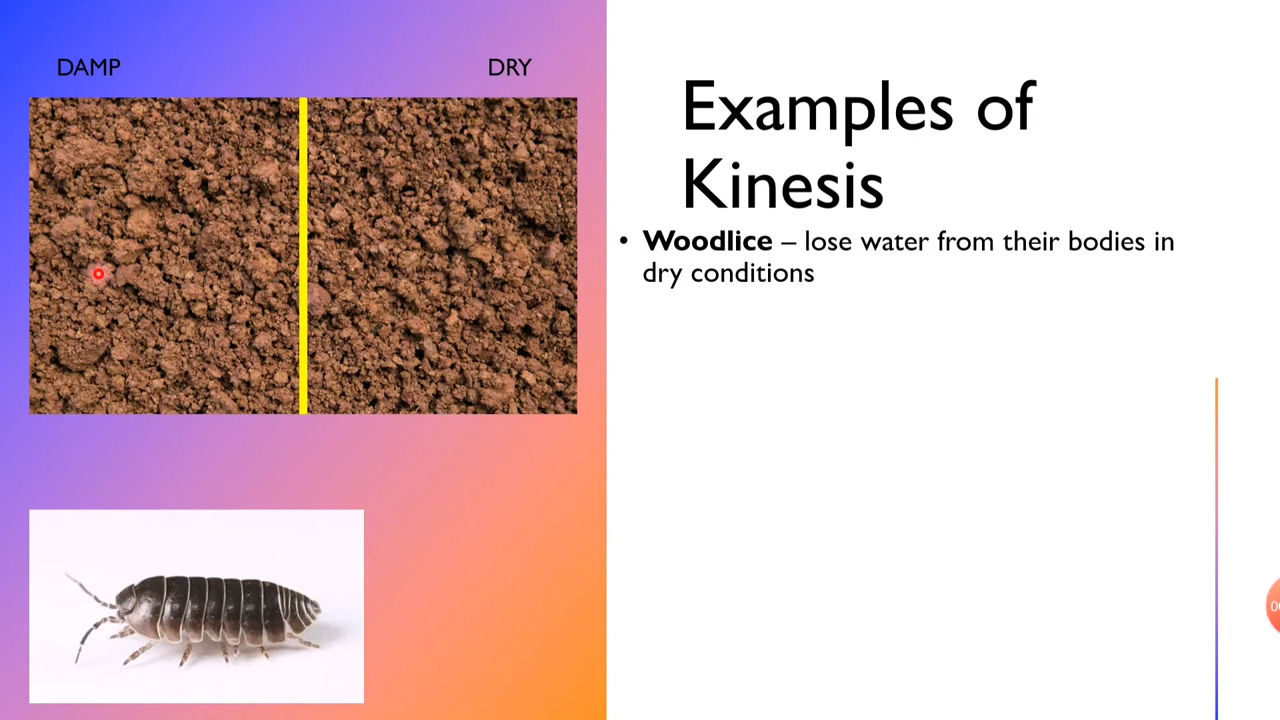 DAMP
DRY
Examples of
Kinesis
• Woodlice – lose water from their bodies in
dry conditions